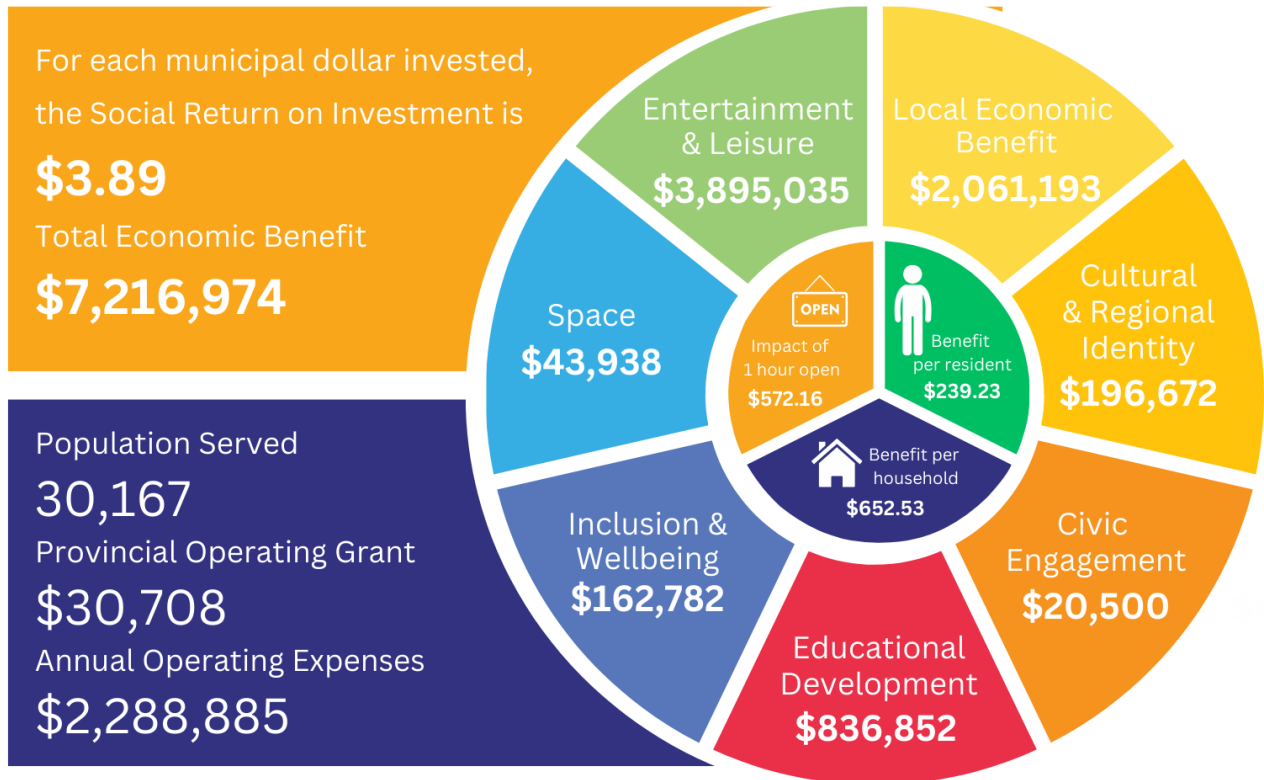 For each municipal dollar invested,
the Social Return on Investment is
$3.89
Total Economic Benefit
$7,216,974
Population Served
30,167
Provincial Operating Grant
$30,708
Annual Operating Expenses
$2,288,885
Entertainment
& Leisure
$3,895,035
Local Economic
Benefit
$2,061,193
Cultural
& Regional
Identity
$196,672
Civic
Engagement
$20,500
Educational
Development
$836,852
Inclusion &
Wellbeing
$162,782
Space
$43,938
OPEN
Impact of
1 hour open
$572.16
Benefit
per resident
$239.23
Benefit per
household
$652.53